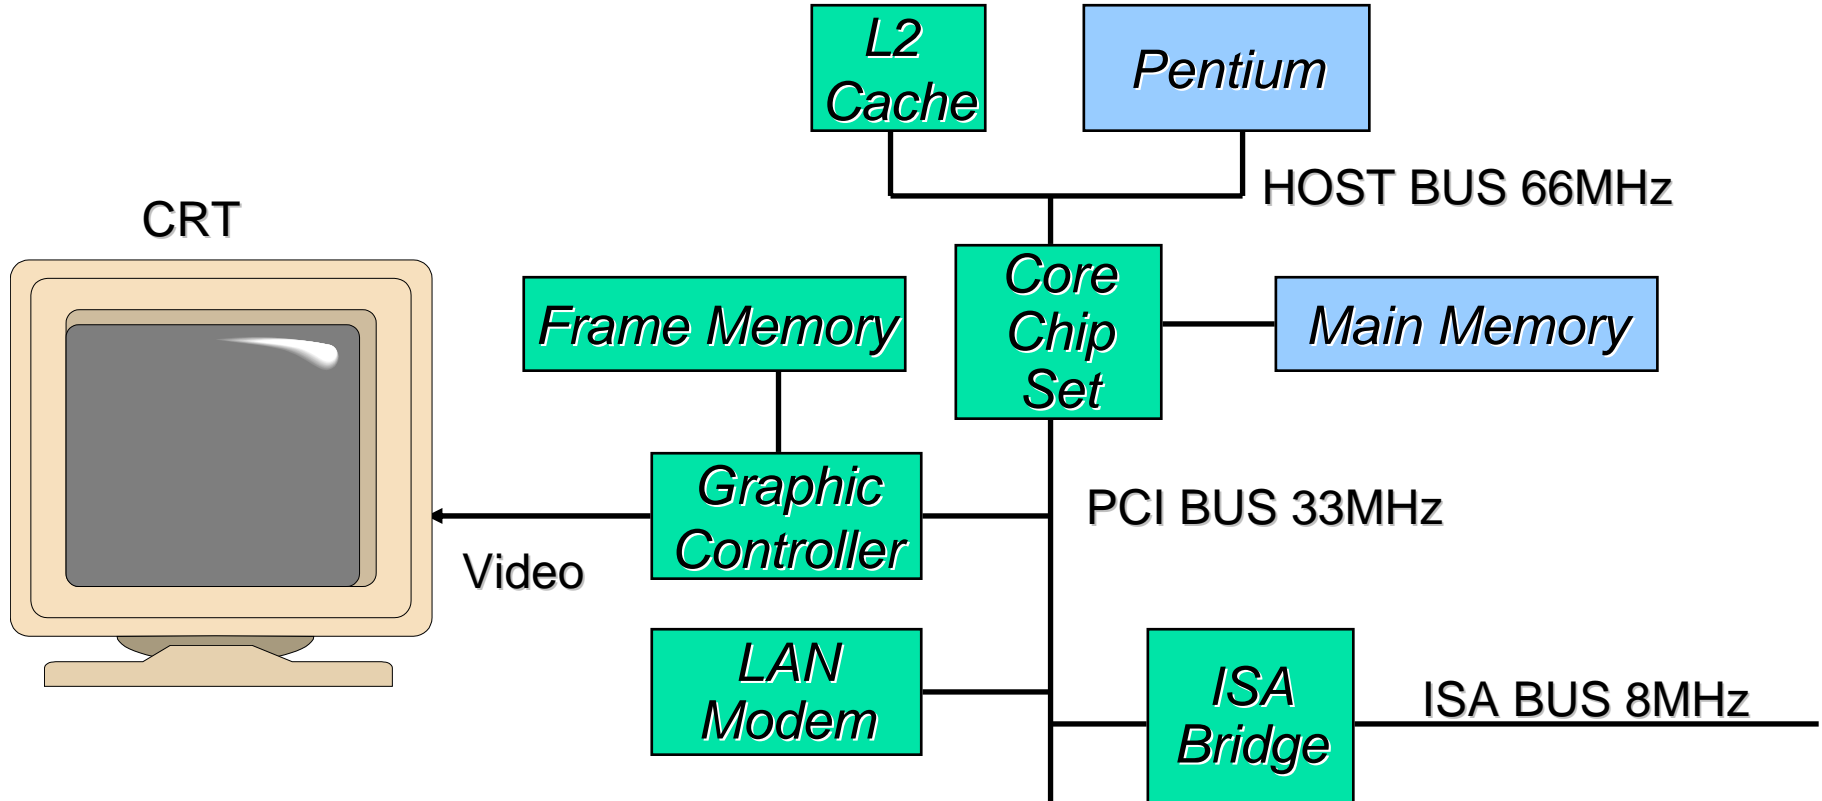 L2
Cache
Pentium
HOST BUS 66MHz
CRT
Core
Chip
Set
Frame Memory
Main Memory
Graphic
Controller
PCI BUS 33MHz
Video
LAN
Modem
ISA
Bridge
ISA BUS 8MHz